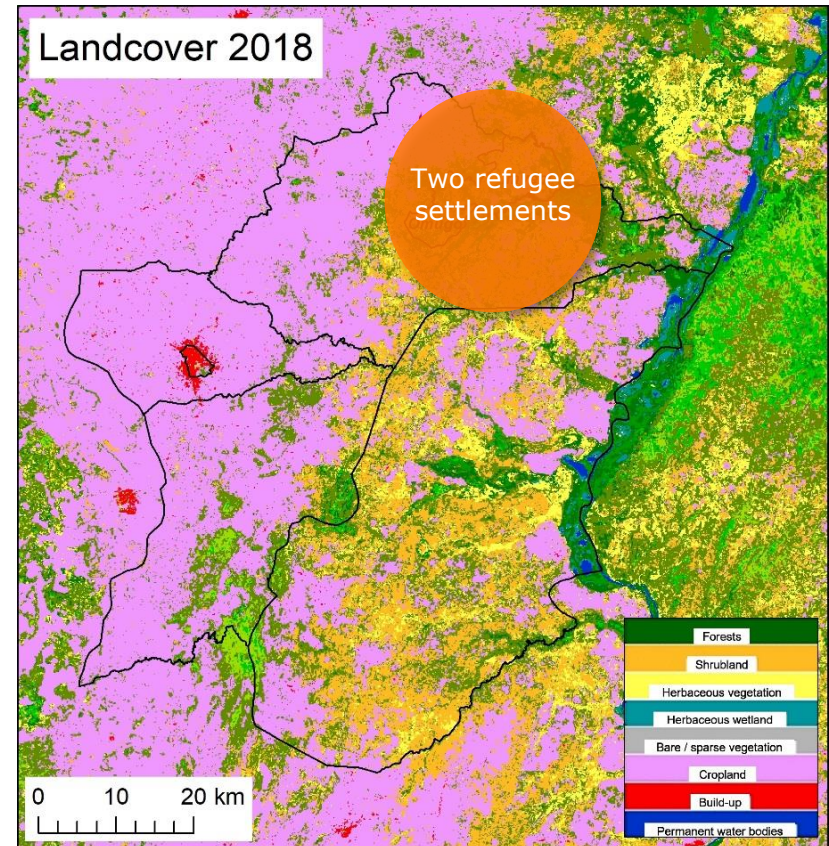 Landcover 2018
Two refugee
settlements
Forests
Shrubland
Herbaceous vegetation
Herbaceous wetland
Bare / sparse vegetation
Cropland
Build-up
Permanent water bodies
0 10 20 km